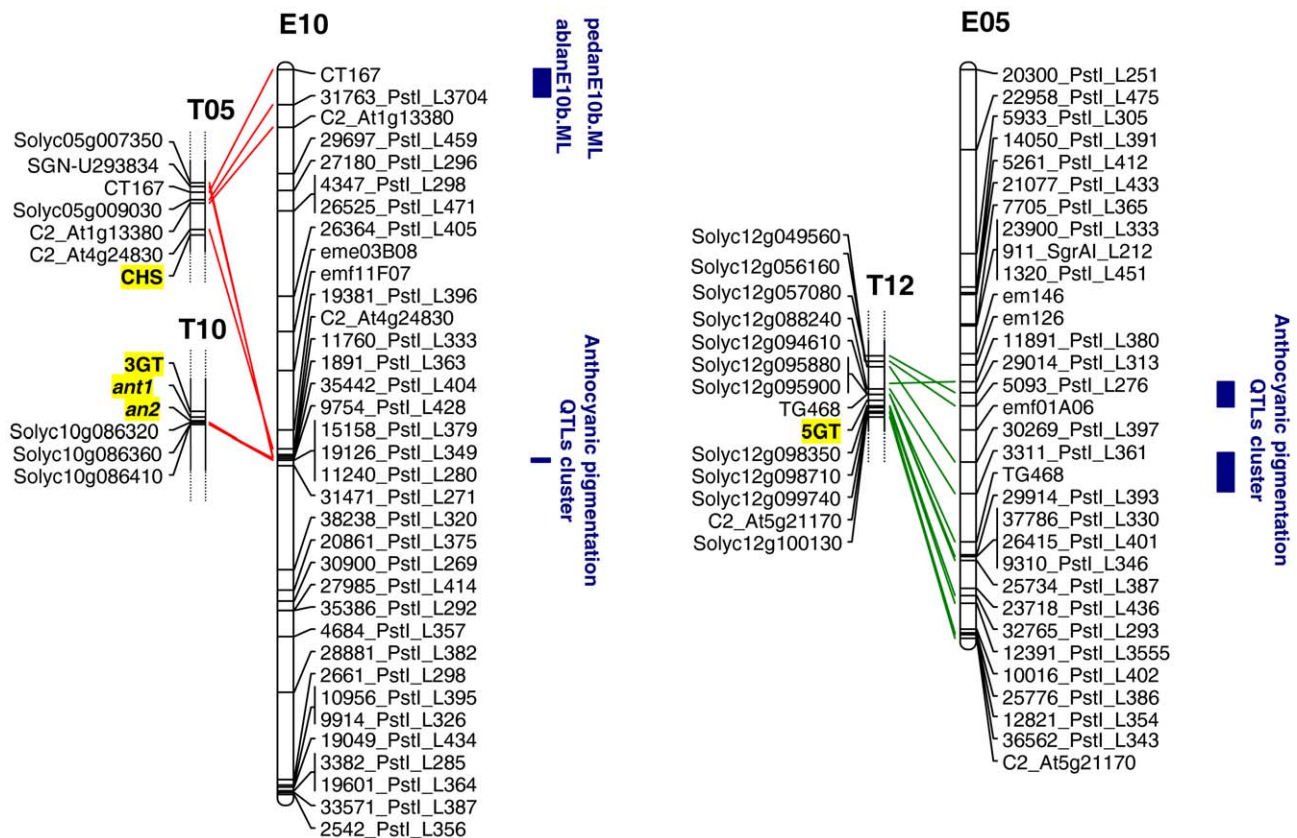 E10
T05
Solyc05g007350
SGN-U293834
CT167
Solyc05g009030
C2_At1g13380
C2_At4g24830
CHS
T10
3GT
ant1
an2
Solyc10g086320
Solyc10g086360
Solyc10g086410
CT167
31763_PstI_L3704
C2_At1g13380
29697_PstI_L459
27180_PstI_L296
4347_PstI_L298
26525_PstI_L471
26364_PstI_L405
eme03B08
emf11F07
19381_PstI_L396
C2_At4g24830
11760_PstI_L333
1891_PstI_L363
35442_PstI_L404
9754_PstI_L428
15158_PstI_L379
19126_PstI_L349
11240_PstI_L280
31471_PstI_L271
38238_PstI_L320
20861_PstI_L375
30900_PstI_L269
27985_PstI_L414
35386_PstI_L292
4684_PstI_L357
28881_PstI_L382
2661_PstI_L298
10956_PstI_L395
9914_PstI_L326
19049_PstI_L434
3382_PstI_L285
19601_PstI_L364
33571_PstI_L387
2542_PstI_L356
pedanE10b.ML
ablanE10b.ML
Anthocyanic pigmentation
QTLs cluster
E05
T12
Solyc12g049560
Solyc12g056160
Solyc12g057080
Solyc12g088240
Solyc12g094610
Solyc12g095880
Solyc12g095900
TG468
5GT
Solyc12g098350
Solyc12g098710
Solyc12g099740
C2_At5g21170
Solyc12g100130
20300_PstI_L251
22958_PstI_L475
5933_PstI_L305
14050_PstI_L391
5261_PstI_L412
21077_PstI_L433
7705_PstI_L365
23900_PstI_L333
911_SgrAI_L212
1320_PstI_L451
em146
em126
11891_PstI_L380
29014_PstI_L313
5093_PstI_L276
emf01A06
30269_PstI_L397
3311_PstI_L361
TG468
29914_PstI_L393
37786_PstI_L330
26415_PstI_L401
9310_PstI_L346
25734_PstI_L387
23718_PstI_L436
32765_PstI_L293
12391_PstI_L3555
10016_PstI_L402
25776_PstI_L386
12821_PstI_L354
36562_PstI_L343
C2_At5g21170
Anthocyanic pigmentation
QTLs cluster